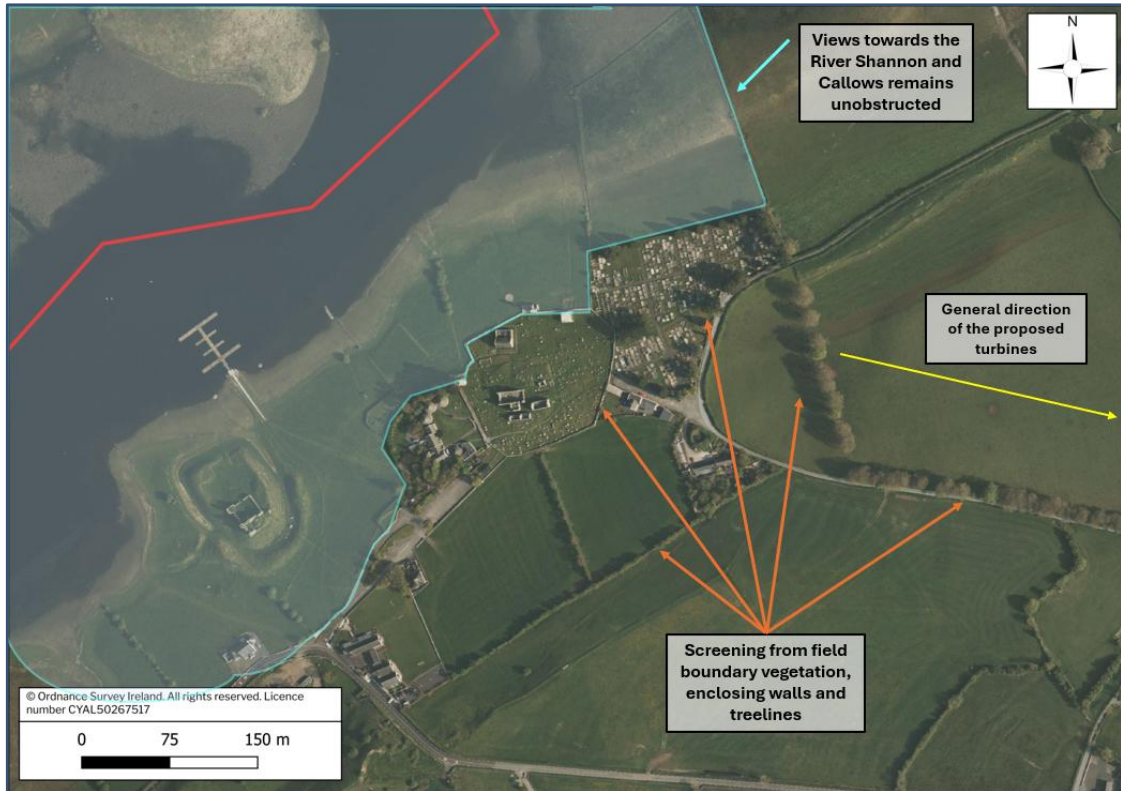 Views towards the
River Shannon and
Callows remains
unobstructed
N
General direction
of the proposed
turbines
Screening from field
boundary vegetation,
enclosing walls and
treelines
© Ordnance Survey Ireland. All rights reserved. Licence
number CYAL50267517
0 75 150 m